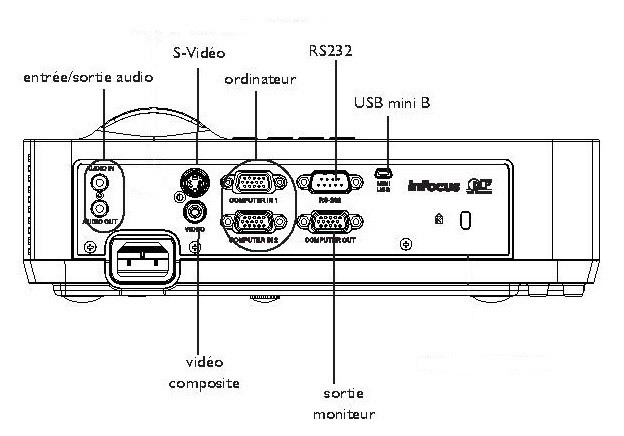 S-Vidéo
RS232
entrée/sortie audio
ordinateur
USB mini B
AUDIO IN
AUDIO OUT
VIDEO
COMPUTER IN 1
COMPUTER IN 2
RS-232
COMPUTER OUT
MINI
USB
InFocus
DLP
vidéo
composite
sortie
moniteur